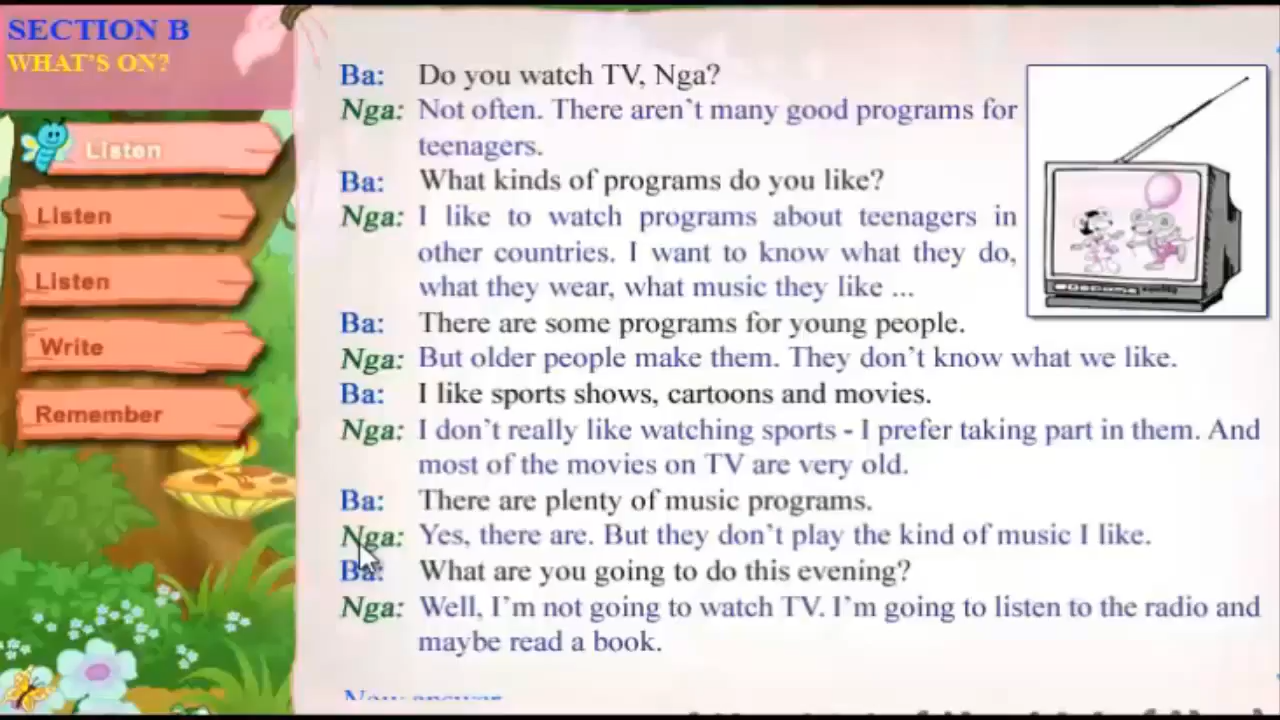 SECTION B
WHAT'S ON?
Listen
Listen
Listen
Write
Remember
Ba: Do you watch TV, Nga?
Nga: Not often. There aren't many good programs for
teenagers.
Ba: What kinds of programs do you like?
Nga: I like to watch programs about teenagers in
other countries. I want to know what they do,
what they wear, what music they like ...
Ba: There are some programs for young people.
Nga: But older people make them. They don't know what we like.
Ba: I like sports shows, cartoons and movies.
Nga: I don't really like watching sports - I prefer taking part in them. And
most of the movies on TV are very old.
Ba: There are plenty of music programs.
Nga: Yes, there are. But they don't play the kind of music I like.
Ba: What are you going to do this evening?
Nga: Well, I'm not going to watch TV. I'm going to listen to the radio and
maybe read a book.
Now answer